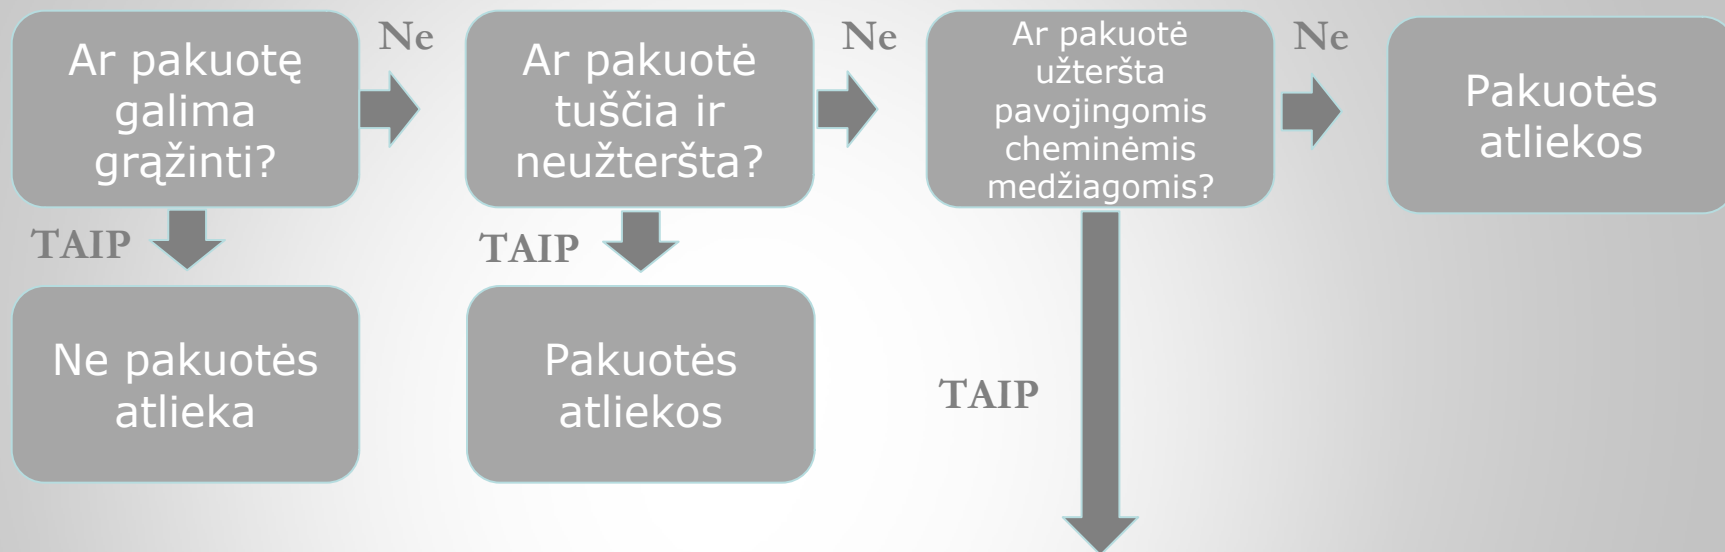 Ar pakuotę
galima
grąžinti?
Ne
Ar pakuotė
tuščia ir
neužteršta?
Ne
Ar pakuotė
užteršta
pavojingomis
cheminėmis
medžiagomis?
Ne
Pakuotės
atliekos
TAIP
Ne pakuotės
atlieka
TAIP
Pakuotės
atliekos
TAIP